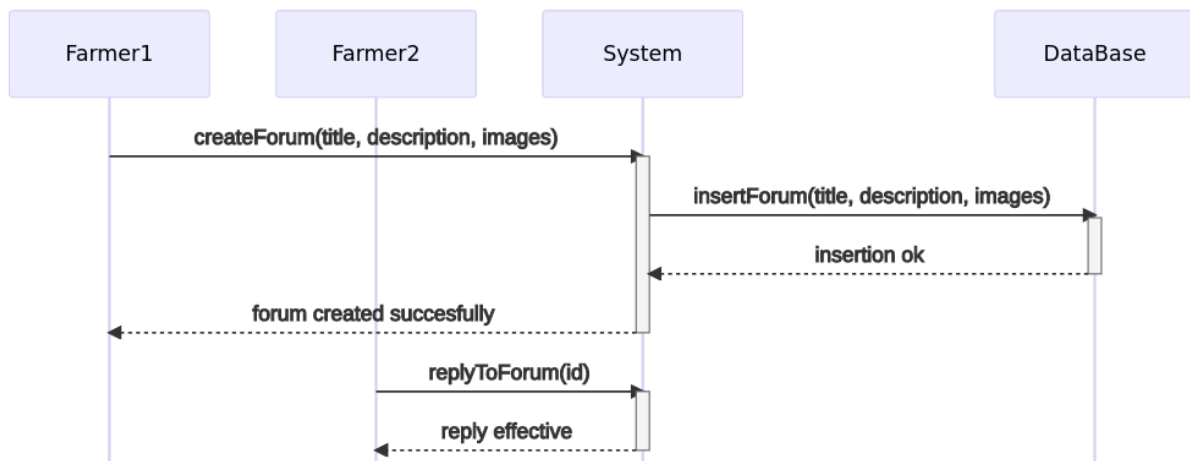 Farmer1
Farmer2
System
DataBase
createForum(title, description, images)
insertForum(title, description, images)
insertion ok
forum created succesfully
replyToForum(id)
reply effective